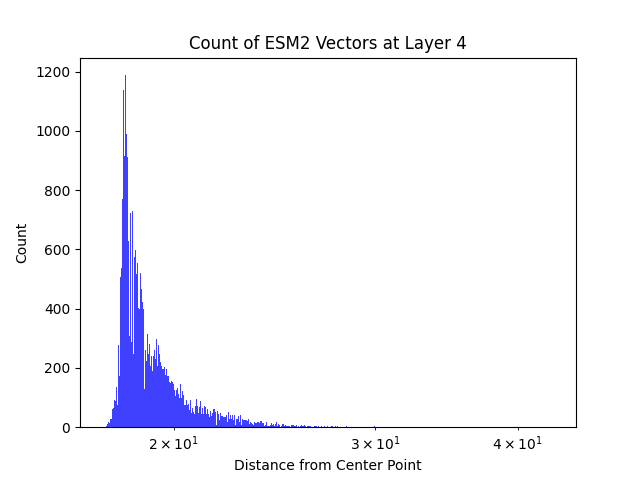 Count of ESM2 Vectors at Layer 4
1200
1000
800
600
400
200
0
Count
2 × 10¹
3 × 10¹
4 × 10¹
Distance from Center Point